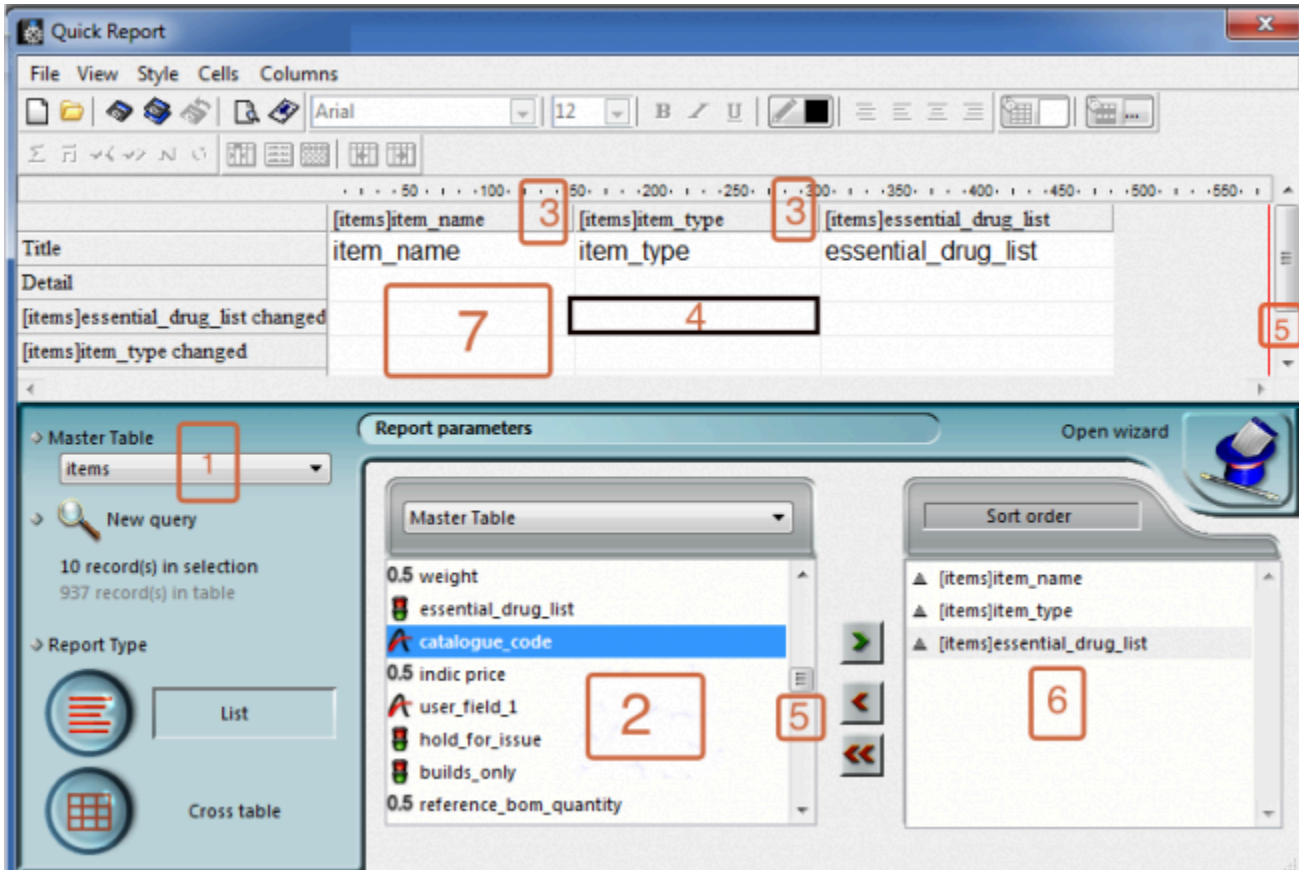 Quick Report
File View Style Cells Columns
Arial 12 B I U ...
Σ N
50 100 50 200 250 300 350 400 450 500 550
[items]item_name 3 [items]item_type 3 [items]essential_drug_list
Title item_name item_type essential_drug_list
Detail
[items]essential_drug_list changed 7 4
[items]item_type changed 5
Master Table
items 1
New query
10 record(s) in selection
937 record(s) in table
Report Type
List
Cross table
Report parameters
Open wizard
Master Table
0.5 weight
essential_drug_list
catalogue_code
0.5 indic price
user_field_1
hold_for_issue
builds_only
0.5 reference_bom_quantity
2
5
Sort order
[items]item_name
[items]item_type
[items]essential_drug_list
6